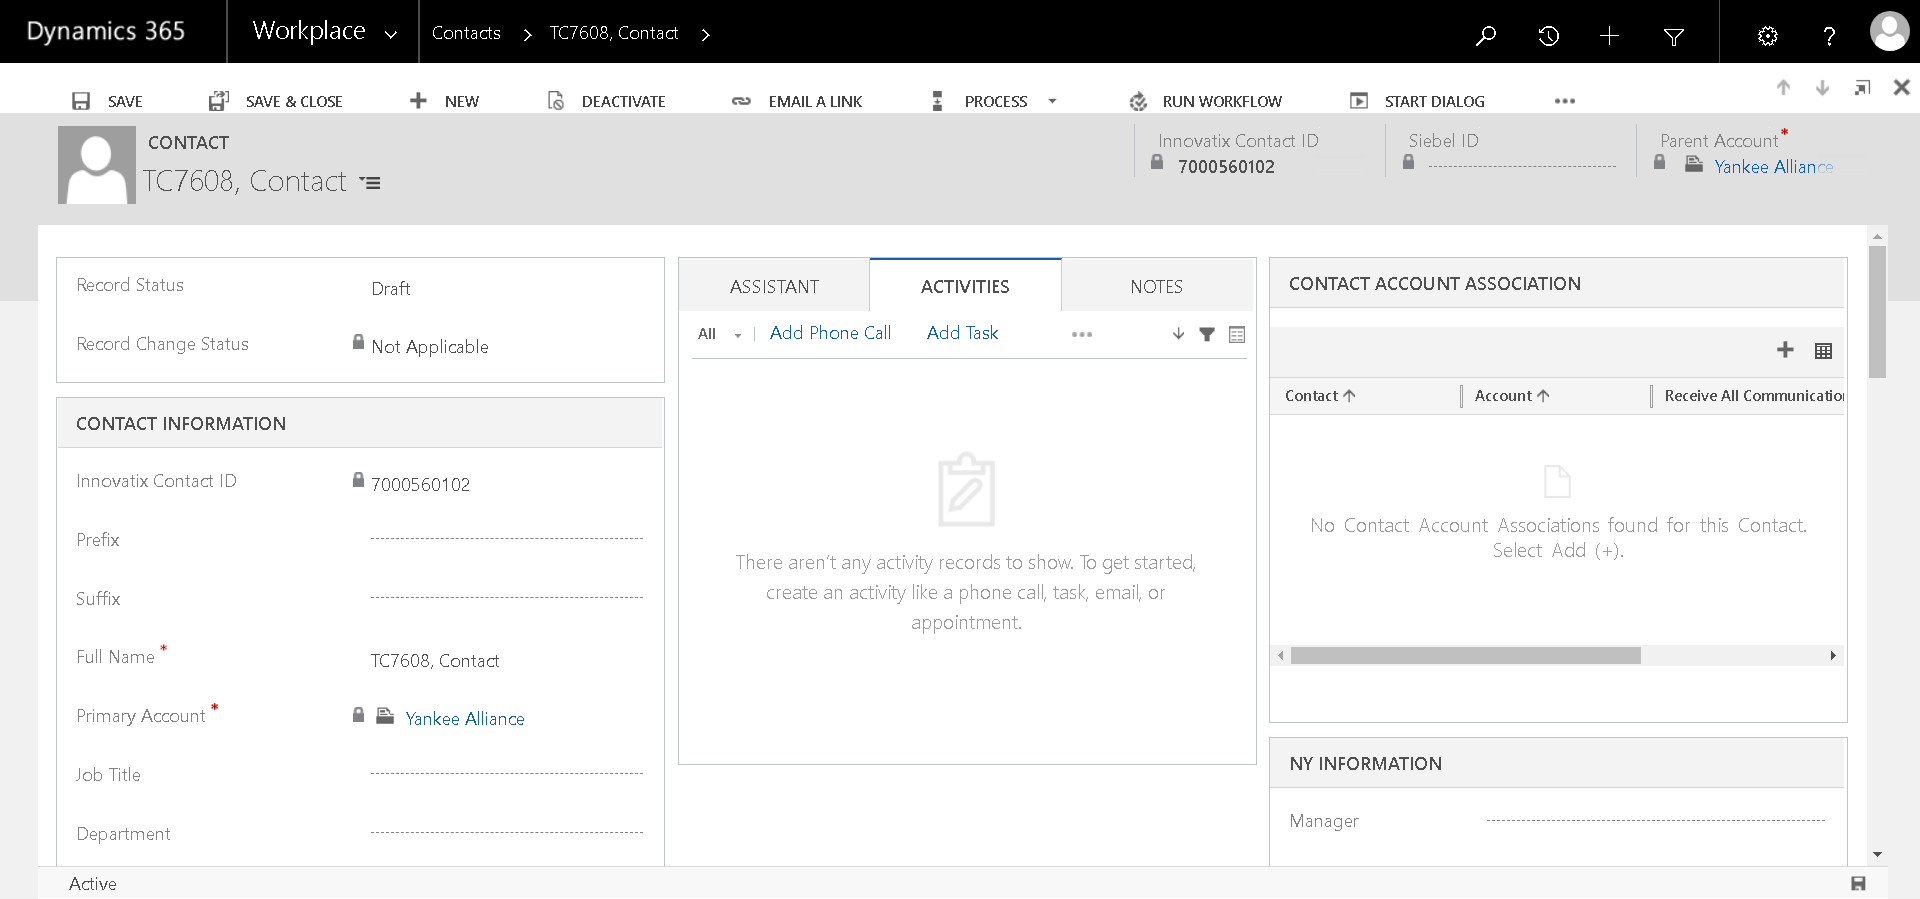 Dynamics 365
Workplace
Contacts
TC7608, Contact
?
SAVE
SAVE & CLOSE
NEW
DEACTIVATE
EMAIL A LINK
PROCESS
RUN WORKFLOW
START DIALOG
CONTACT
TC7608, Contact
Innovatix Contact ID
7000560102
Siebel ID
Parent Account*
Yankee Alliance
Record Status
Draft
Record Change Status
Not Applicable
CONTACT INFORMATION
Innovatix Contact ID
7000560102
Prefix
Suffix
Full Name *
TC7608, Contact
Primary Account *
Yankee Alliance
Job Title
Department
ASSISTANT
ACTIVITIES
NOTES
All
Add Phone Call
Add Task
There aren't any activity records to show. To get started,
create an activity like a phone call, task, email, or
appointment.
CONTACT ACCOUNT ASSOCIATION
Contact
Account
Receive All Communication
No Contact Account Associations found for this Contact.
Select Add (+).
NY INFORMATION
Manager
Active